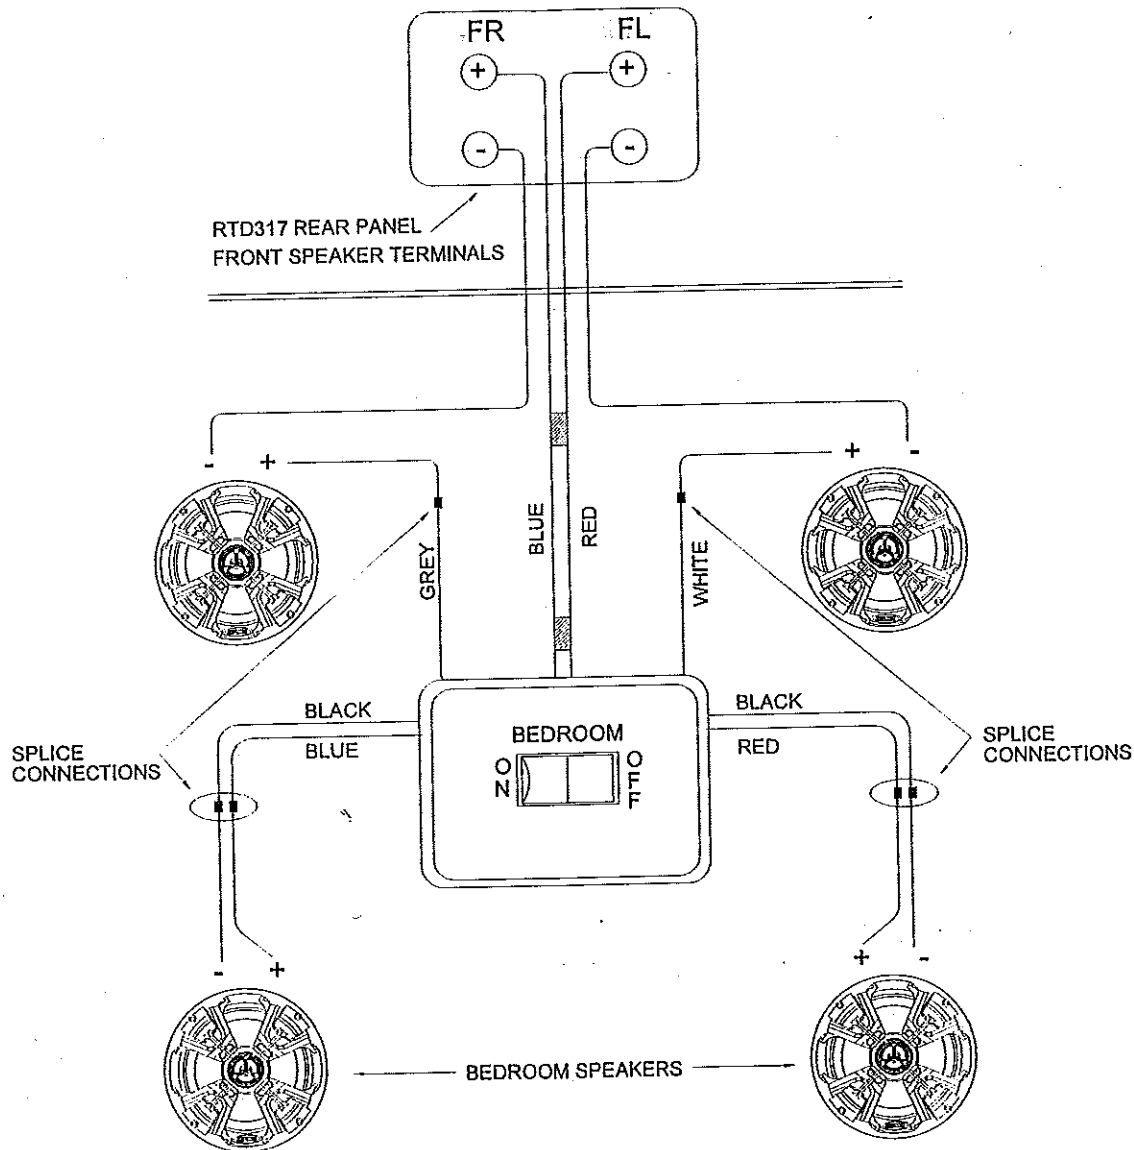 FR
FL
+
+
-
-
RTD317 REAR PANEL
FRONT SPEAKER TERMINALS
-
+
+
-
GREY
BLUE
RED
WHITE
BLACK
BLUE
BLACK
RED
BEDROOM
ON
OFF
SPLICE
CONNECTIONS
SPLICE
CONNECTIONS
-
+
+
-
BEDROOM SPEAKERS